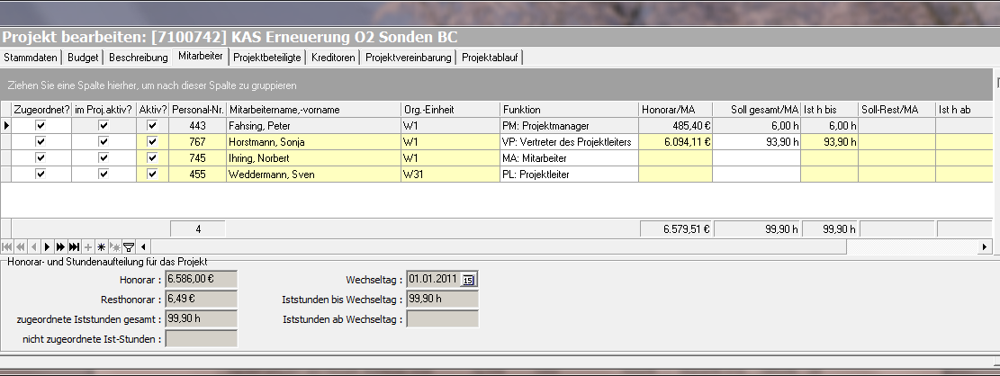 Projekt bearbeiten: [7100742] KAS Erneuerung O2 Sonden BC
Stammdaten Budget Beschreibung Mitarbeiter Projektbeteiligte Kreditoren Projektvereinbarung Projektablauf
Ziehen Sie eine Spalte hierher, um nach dieser Spalte zu gruppieren
Zugeordnet? im Proj.aktiv? Aktiv? Personal-Nr. Mitarbeitername,-vorname Org.-Einheit Funktion Honorar/MA Soll gesamt/MA Ist h bis Soll-Rest/MA Ist h ab
443 Fahsing, Peter W1 PM: Projektmanager 485,40 € 6,00 h 6,00 h
767 Horstmann, Sonja W1 VP: Vertreter des Projektleiters 6.094,11 € 93,90 h 93,90 h
745 Ihring, Norbert W1 MA: Mitarbeiter
455 Weddermann, Sven W31 PL: Projektleiter
4 6.579,51 € 99,90 h 99,90 h
Honorar- und Stundenaufteilung für das Projekt
Honorar : 6.586,00 € Wechseltag : 01.01.2011 15
Resthonorar : 6,49 € Iststunden bis Wechseltag : 99,90 h
zugeordnete Iststunden gesamt : 99,90 h Iststunden ab Wechseltag :
nicht zugeordnete Ist-Stunden :